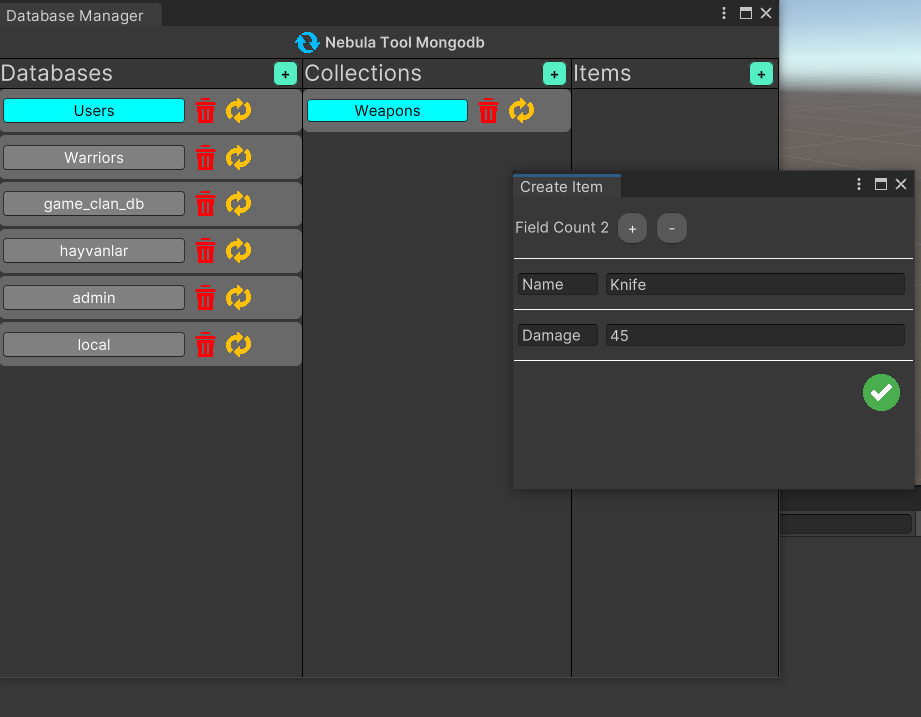 Database Manager
Nebula Tool Mongodb
Databases + Collections + Items +
Users
Weapons
Warriors
game_clan_db
hayvanlar
admin
local
Create Item
Field Count 2 + -
Name Knife
Damage 45